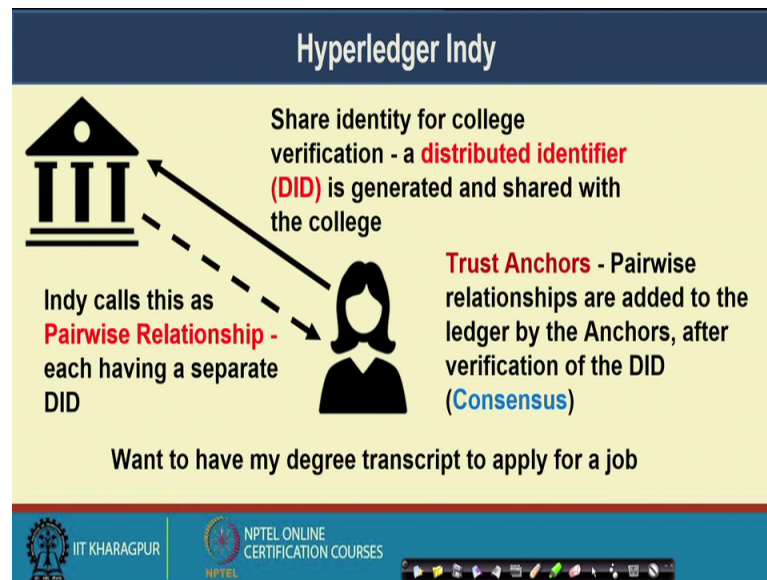 Hyperledger Indy
Share identity for college
verification - a distributed identifier
(DID) is generated and shared with
the college
Indy calls this as
Pairwise Relationship -
each having a separate
DID
Trust Anchors - Pairwise
relationships are added to the
ledger by the Anchors, after
verification of the DID
(Consensus)
Want to have my degree transcript to apply for a job
IIT KHARAGPUR
NPTEL
NPTEL ONLINE
CERTIFICATION COURSES